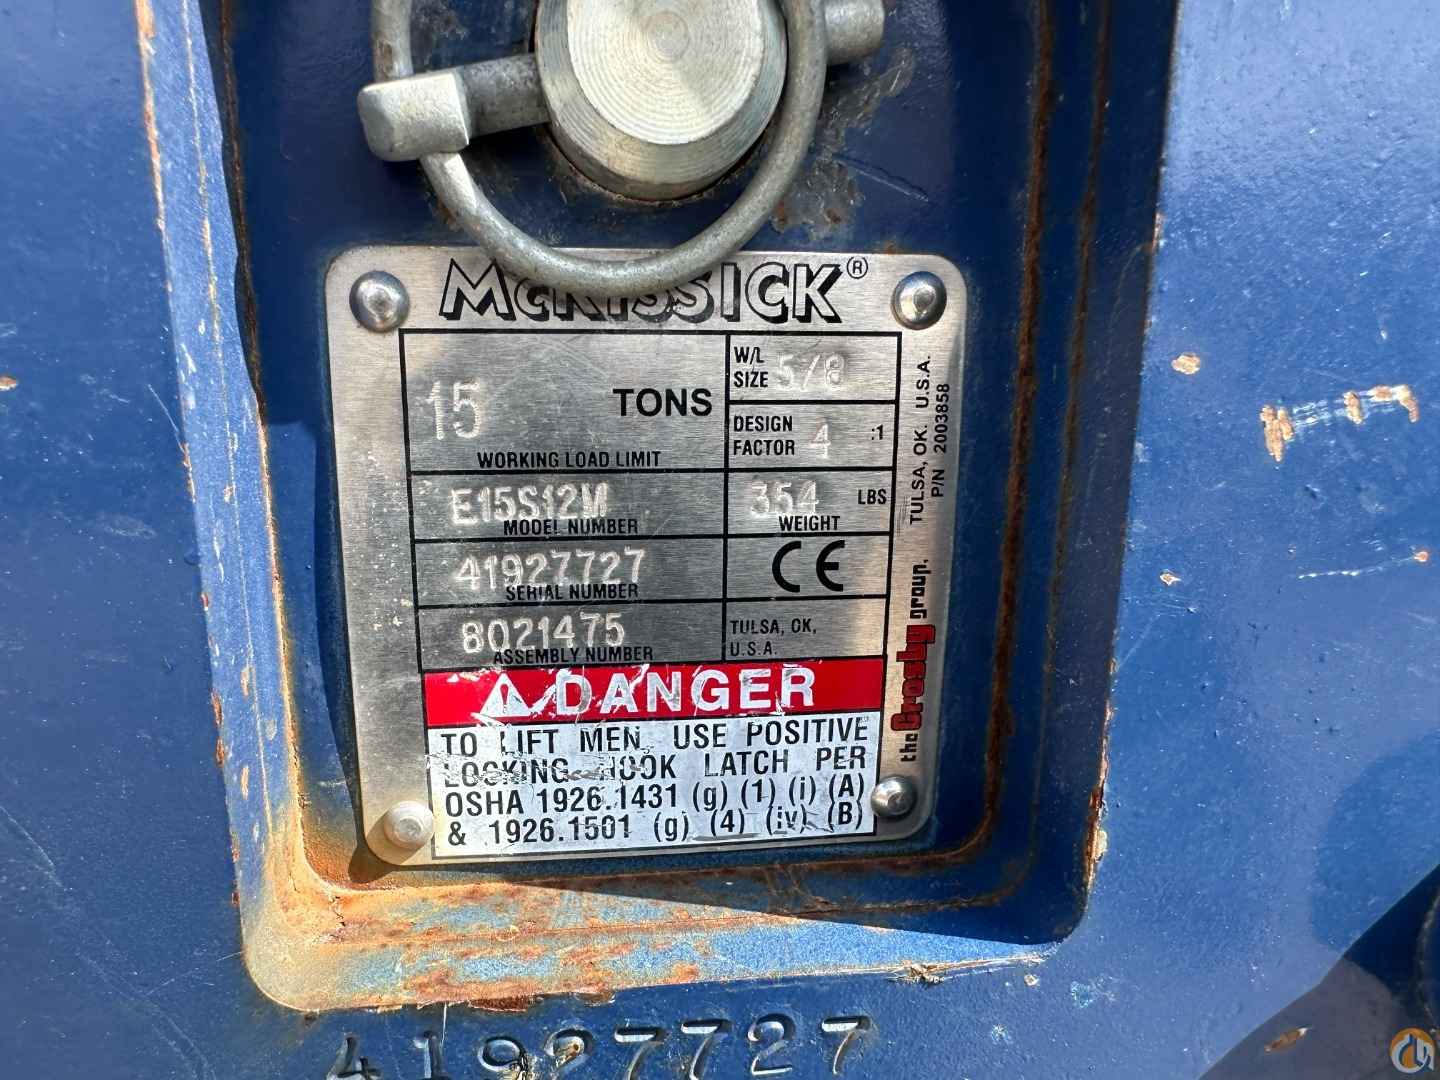 McKISSICK®
15 TONS
WORKING LOAD LIMIT
W/L SIZE 5/8
DESIGN FACTOR 4 :1
E15S12M
MODEL NUMBER
354 LBS
WEIGHT
41927727
SERIAL NUMBER
CE
8021475
ASSEMBLY NUMBER
TULSA, OK,
U.S.A.
DANGER
TO LIFT MEN, USE POSITIVE
LOCKING HOOK LATCH PER
OSHA 1926.1431 (g) (1) (i) (A)
& 1926.1501 (g) (4) (iv) (B)
the Crosby group. TULSA, OK. U.S.A.
P/N 2003858
41927727